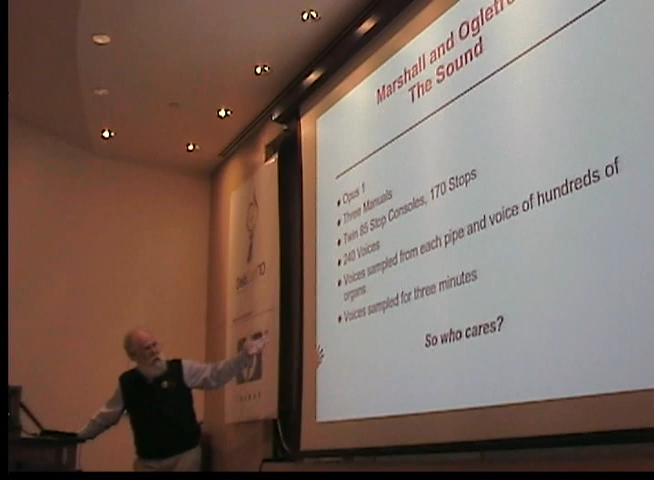 Marshall and Ogletre
The Sound
• Opus 1
• Three Manuals
• Twin 85 Stop Consoles, 170 Stops
• 240 Voices
• Voices sampled from each pipe and voice of hundreds of
organs
• Voices sampled for three minutes
So who cares?